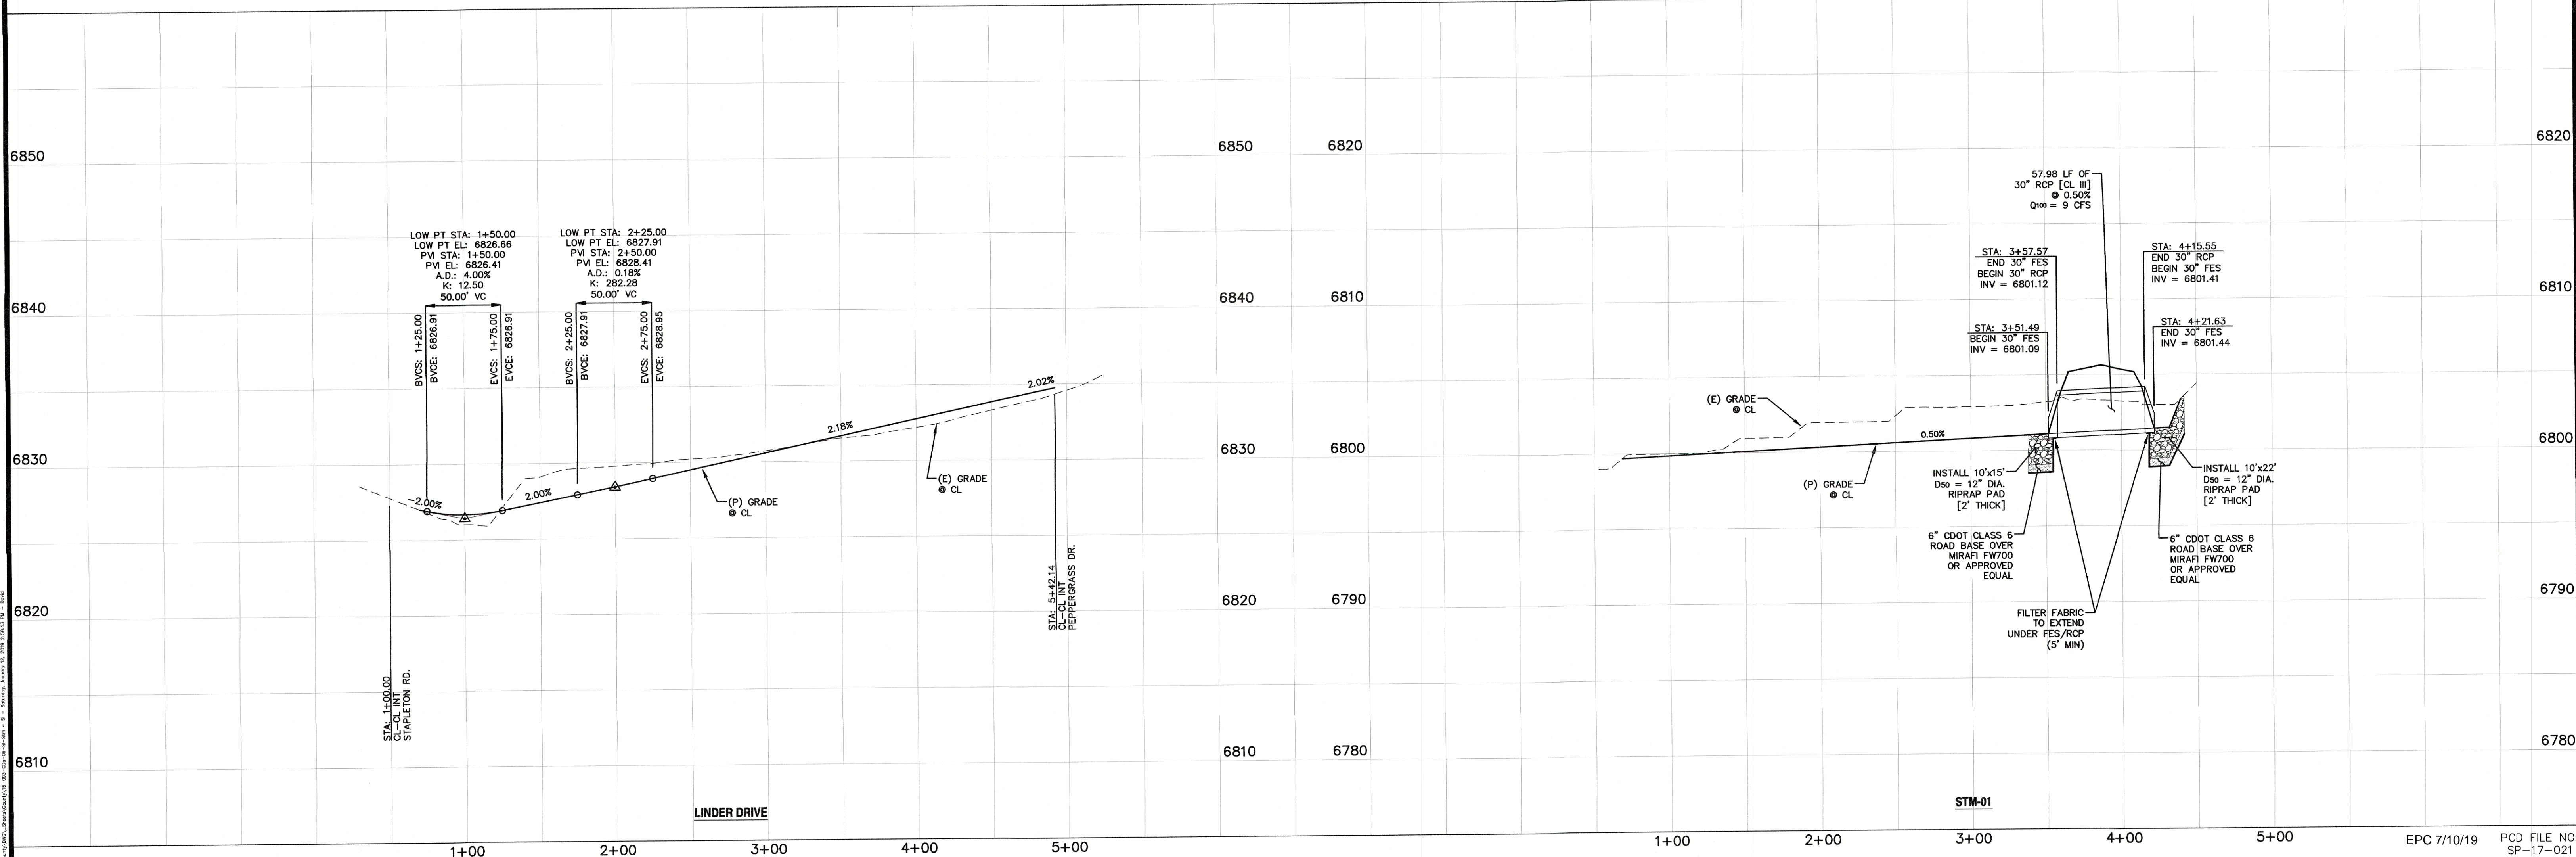 6850
6840
6830
6820
6810
LOW PT STA: 1+50.00
LOW PT EL: 6826.66
PVI STA: 1+50.00
PVI EL: 6826.41
A.D.: 4.00%
K: 12.50
50.00' VC
BVCS: 1+25.00
BVCE: 6826.91
EVCS: 1+75.00
EVCE: 6826.91
LOW PT STA: 2+25.00
LOW PT EL: 6827.91
PVI STA: 2+50.00
PVI EL: 6828.41
A.D.: 0.18%
K: 282.28
50.00' VC
BVCS: 2+25.00
BVCE: 6827.91
EVCS: 2+75.00
EVCE: 6828.95
-2.00%
2.00%
2.18%
2.02%
(P) GRADE
@ CL
(E) GRADE
@ CL
STA: 1+00.00
CL-CL INT
STAPLETON RD.
STA: 5+42.14
CL-CL INT
PEPPERGRASS DR.
LINDER DRIVE
1+00
2+00
3+00
4+00
5+00
6850
6840
6830
6820
6810
6820
6810
6800
6790
6780
(E) GRADE
@ CL
0.50%
(P) GRADE
@ CL
57.98 LF OF
30" RCP [CL III]
@ 0.50%
Q100 = 9 CFS
STA: 3+57.57
END 30" FES
BEGIN 30" RCP
INV = 6801.12
STA: 3+51.49
BEGIN 30" FES
INV = 6801.09
STA: 4+15.55
END 30" RCP
BEGIN 30" FES
INV = 6801.41
STA: 4+21.63
END 30" FES
INV = 6801.44
INSTALL 10'x15'
D50 = 12" DIA.
RIPRAP PAD
[2' THICK]
6" CDOT CLASS 6
ROAD BASE OVER
MIRAFI FW700
OR APPROVED
EQUAL
INSTALL 10'x22'
D50 = 12" DIA.
RIPRAP PAD
[2' THICK]
6" CDOT CLASS 6
ROAD BASE OVER
MIRAFI FW700
OR APPROVED
EQUAL
FILTER FABRIC
TO EXTEND
UNDER FES/RCP
(5' MIN)
STM-01
1+00
2+00
3+00
4+00
5+00
6820
6810
6800
6790
6780
EPC 7/10/19
PCD FILE NO
SP-17-021